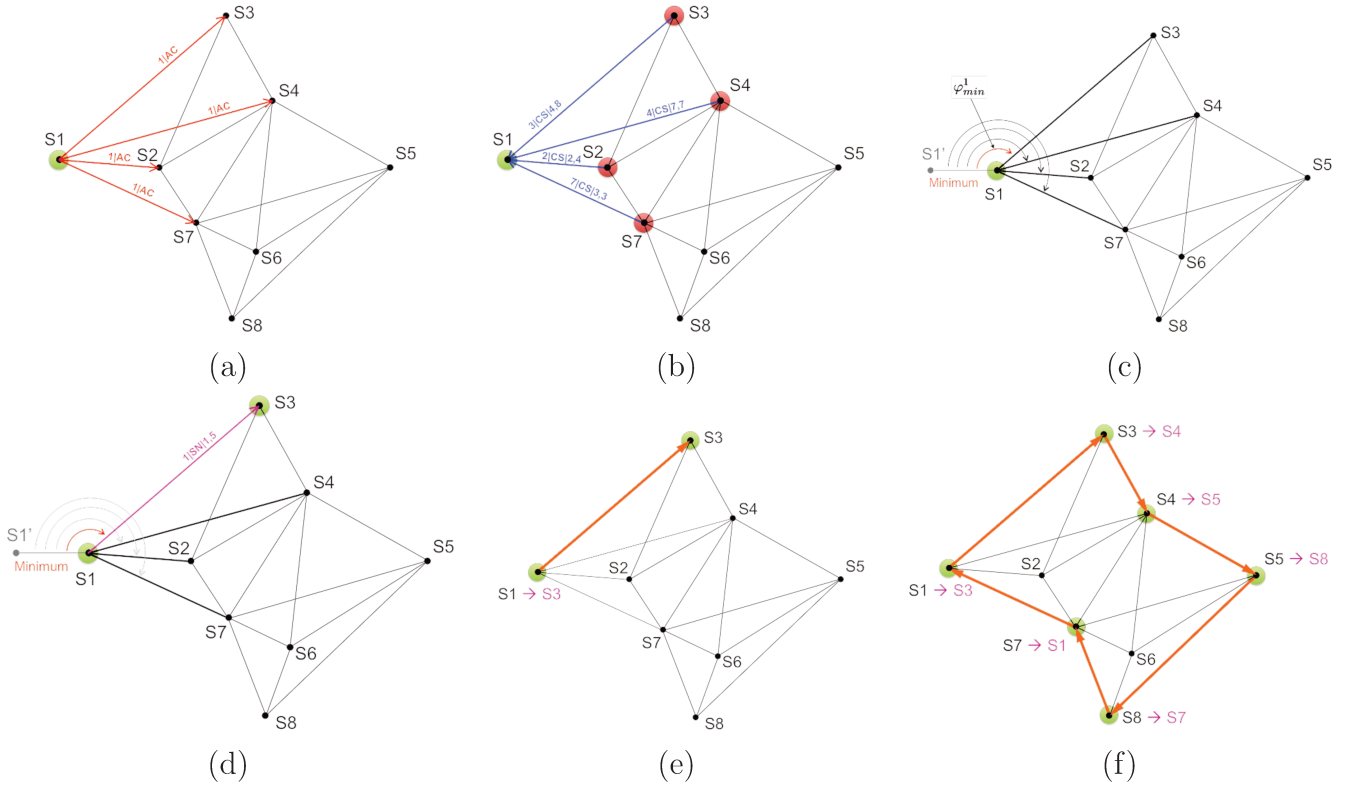 S3
1|AC
S4
1|AC
S1
S2
1|AC
S5
1|AC
S7
S6
S8
(a)
S3
3|CS|4,8
S4
4|CS|7,7
S1
S2
2|CS|2,4
S5
7|CS|3,3
S7
S6
S8
(b)
S3
φ¹min
S4
S1'
S5
Minimum
S2
S1
S7
S6
S8
(c)
S3
1|SN|1,5
S4
S1'
S2
S5
Minimum
S1
S7
S6
S8
(d)
S3
S4
S2
S5
S1 → S3
S7
S6
S8
(e)
S3 → S4
S4 → S5
S2
S5 → S8
S1 → S3
S7 → S1
S6
S8 → S7
(f)